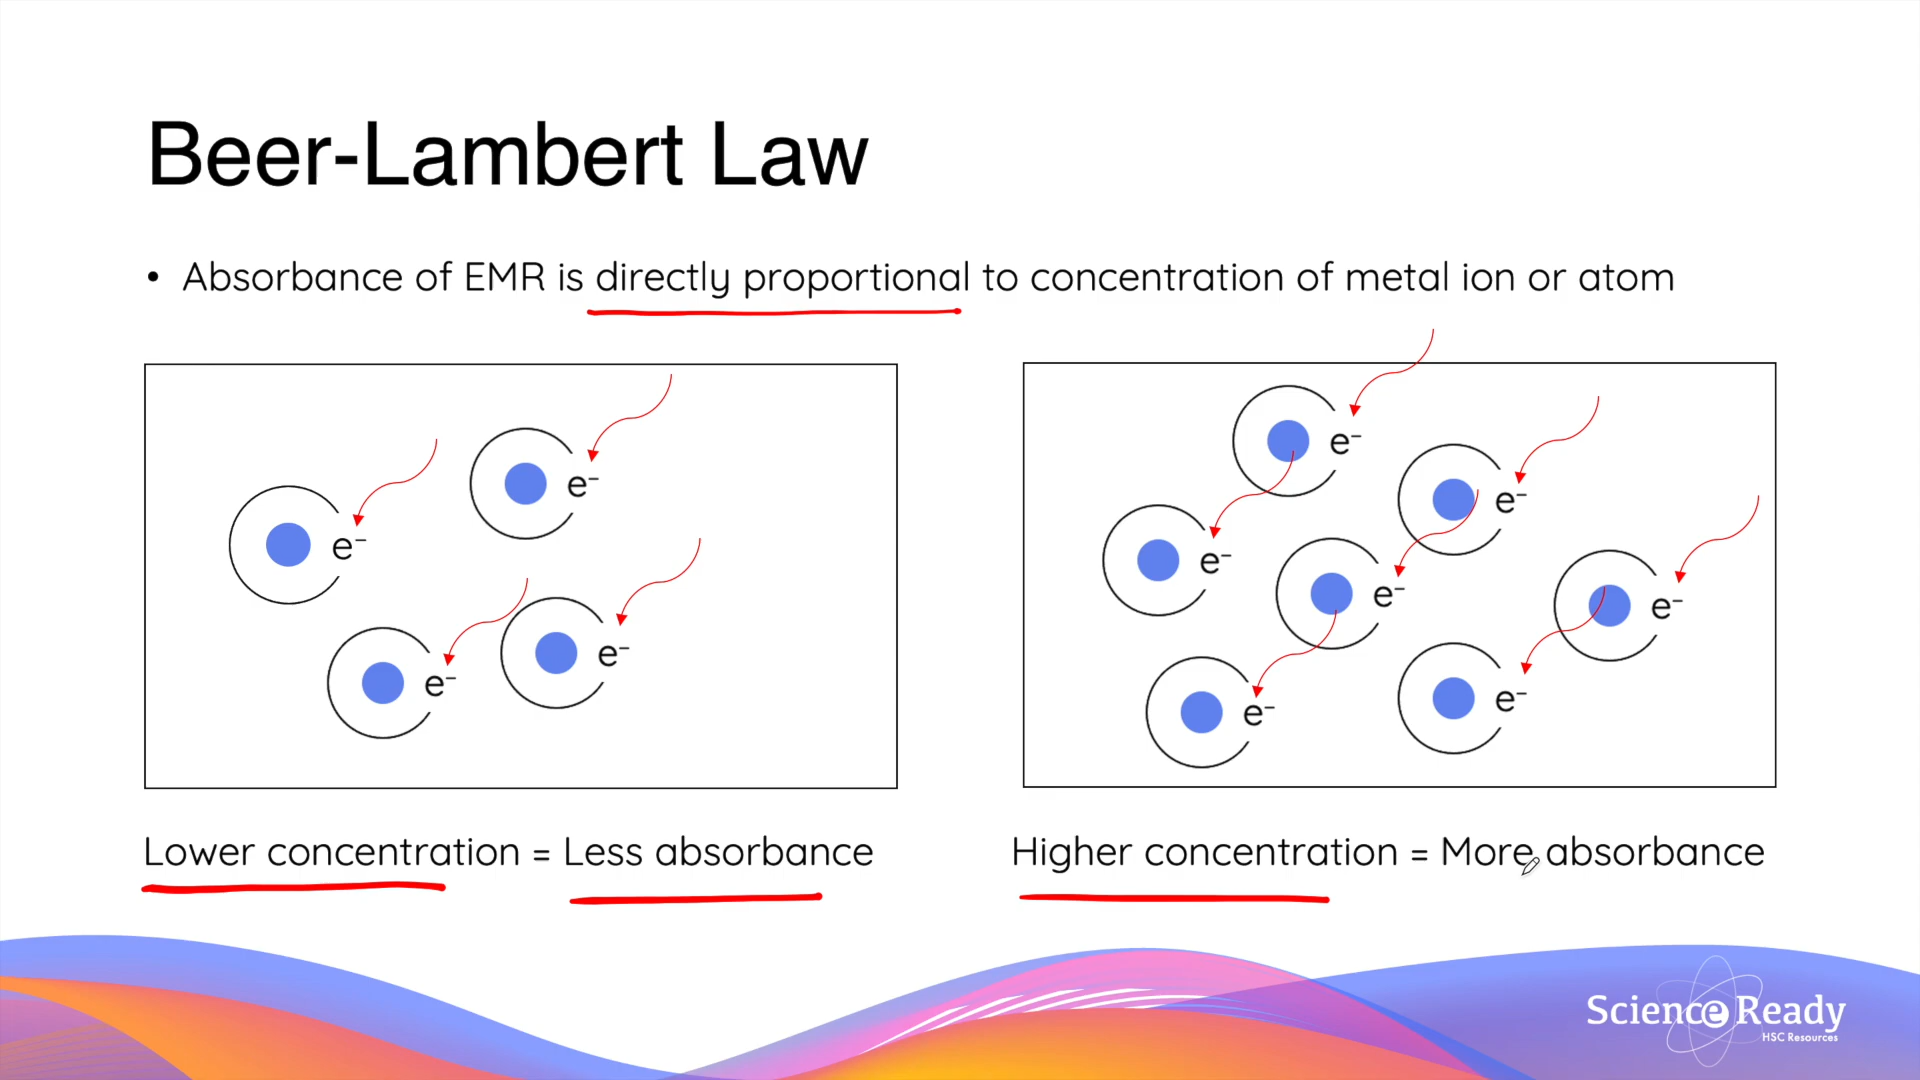 Beer-Lambert Law
• Absorbance of EMR is directly proportional to concentration of metal ion or atom
e⁻
e⁻
e⁻
e⁻
e⁻
e⁻
e⁻
e⁻
e⁻
e⁻
e⁻
Lower concentration = Less absorbance
Higher concentration = More absorbance
Science Ready
HSC Resources